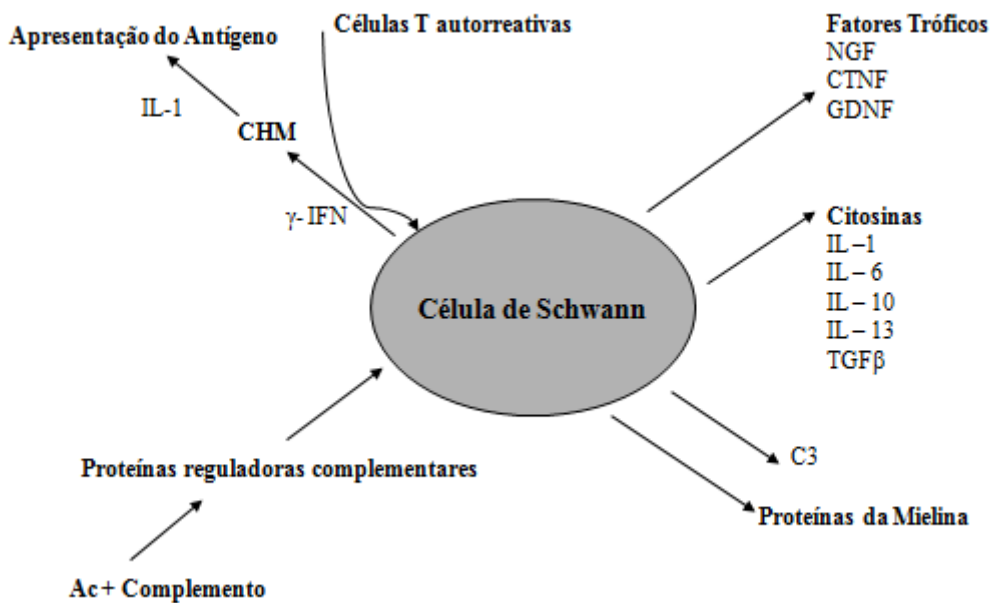 Apresentação do Antígeno
IL-1
CHM
γ- IFN
Células T autorreativas
Fatores Tróficos
NGF
CTNF
GDNF
Citosinas
IL – 1
IL – 6
IL – 10
IL – 13
TGFβ
Célula de Schwann
C3
Proteínas da Mielina
Proteínas reguladoras complementares
Ac + Complemento